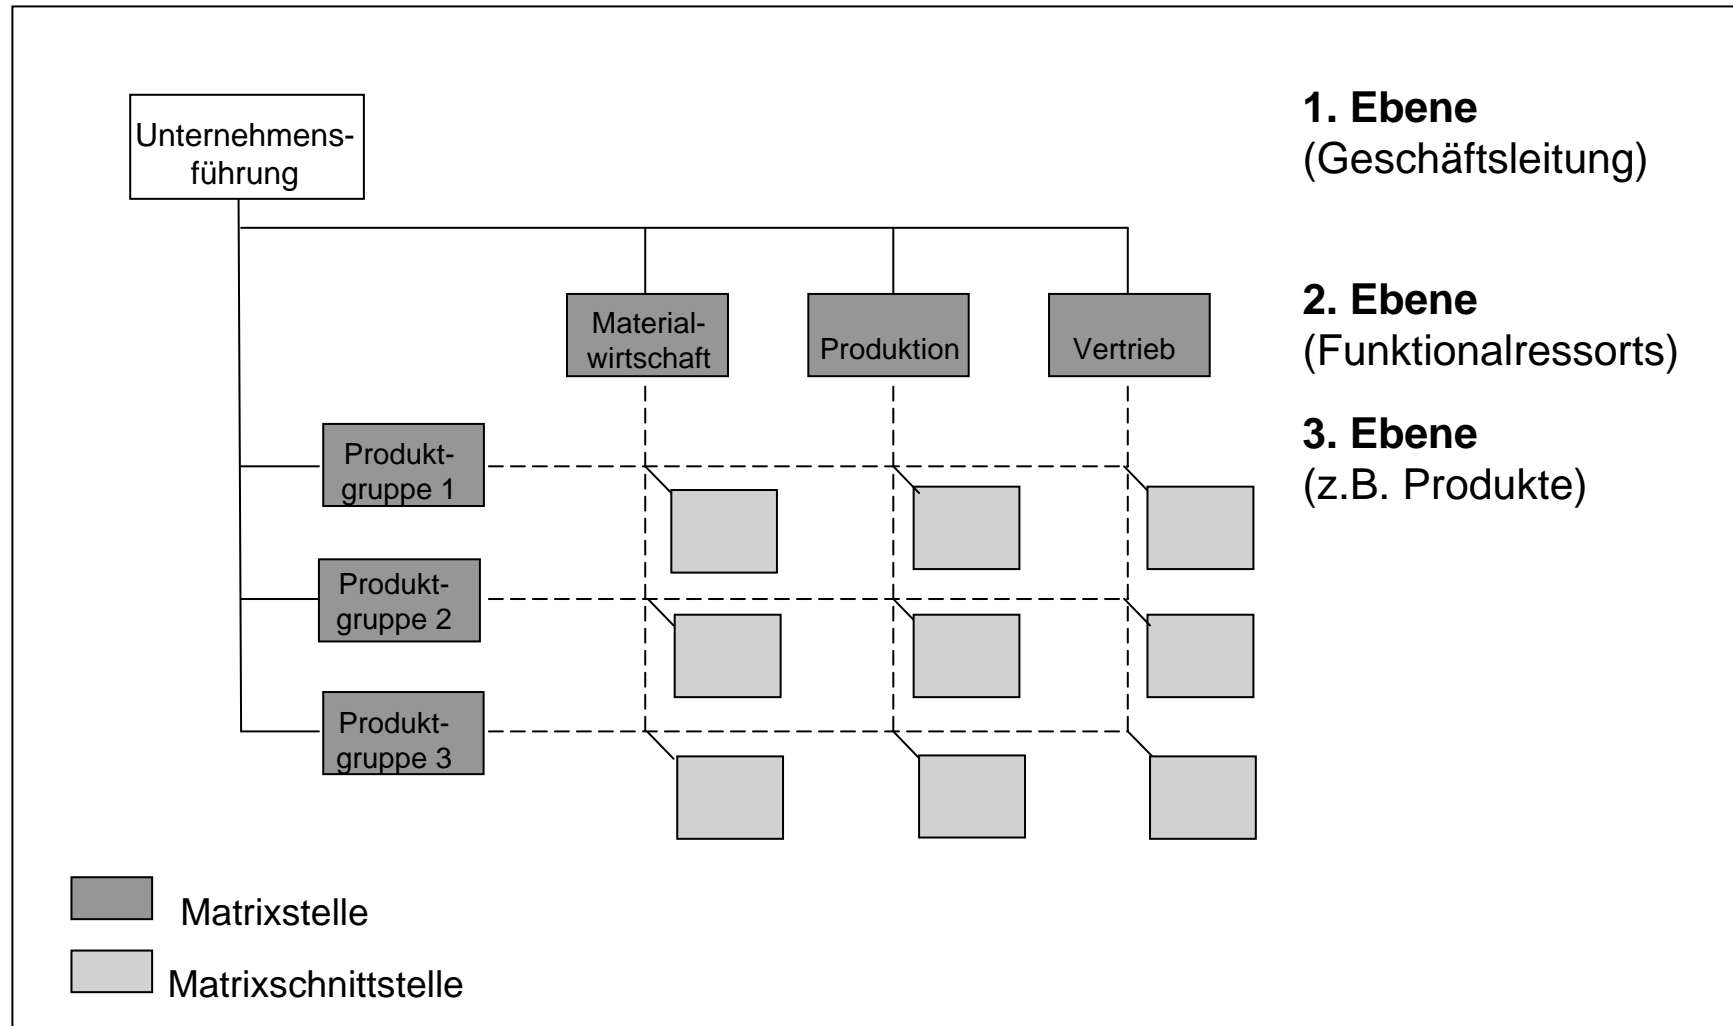 Unternehmens-
führung
1. Ebene
(Geschäftsleitung)
Material-
wirtschaft
Produktion
Vertrieb
2. Ebene
(Funktionalressorts)
3. Ebene
(z.B. Produkte)
Produkt-
gruppe 1
Produkt-
gruppe 2
Produkt-
gruppe 3
Matrixstelle
Matrixschnittstelle